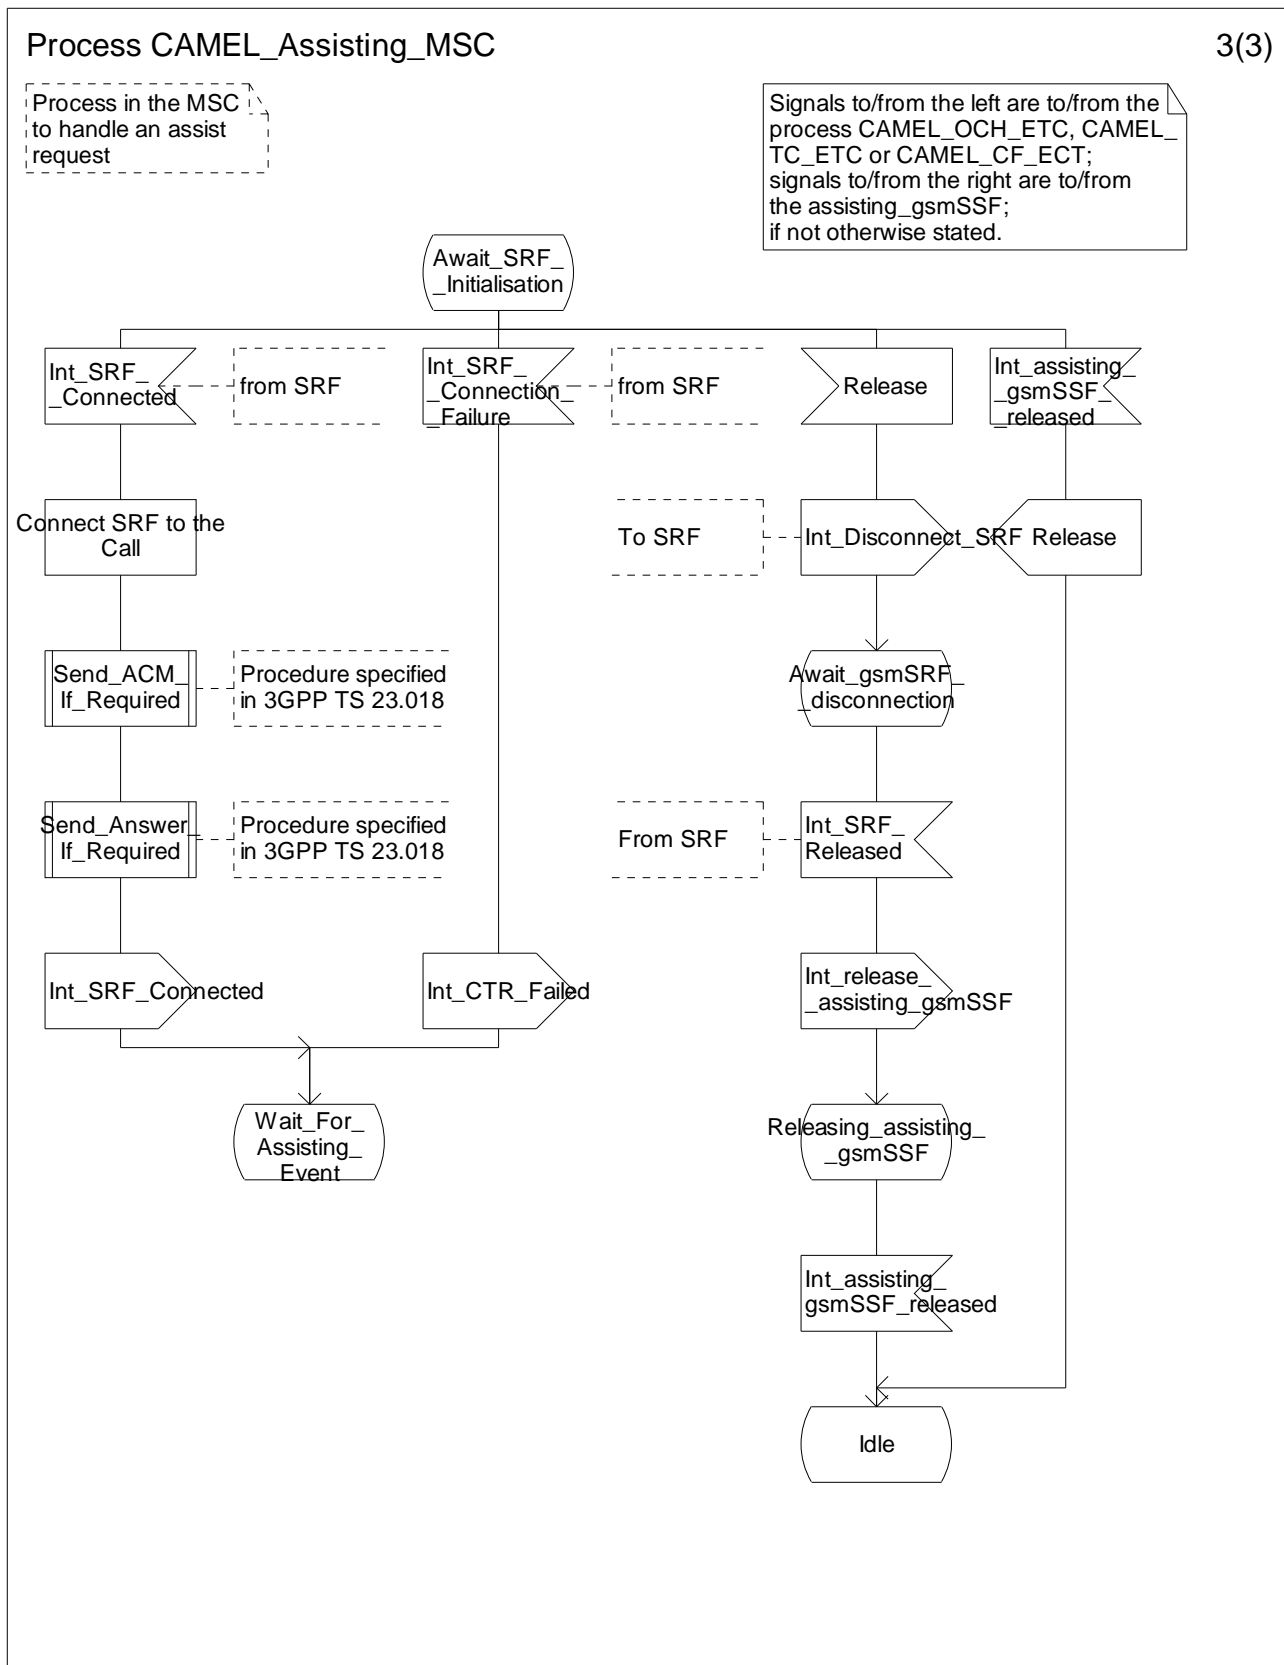 Process CAMEL_Assisting_MSC
3(3)
Process in the MSC
to handle an assist
request
Signals to/from the left are to/from the
process CAMEL_OCH_ETC, CAMEL_
TC_ETC or CAMEL_CF_ECT;
signals to/from the right are to/from
the assisting_gsmSSF;
if not otherwise stated.
Await_SRF_
_Initialisation
Int_SRF_
_Connected
from SRF
Int_SRF_
_Connection_
_Failure
from SRF
Release
Int_assisting_
_gsmSSF_
_released
Connect SRF to the
Call
To SRF
Int_Disconnect_SRF
Release
Send_ACM_
If_Required
Procedure specified
in 3GPP TS 23.018
Await_gsmSRF_
_disconnection
Send_Answer_
If_Required
Procedure specified
in 3GPP TS 23.018
From SRF
Int_SRF_
Released
Int_SRF_Connected
Int_CTR_Failed
Int_release_
_assisting_gsmSSF
Wait_For_
Assisting_
Event
Releasing_assisting_
_gsmSSF
Int_assisting_
gsmSSF_released
Idle